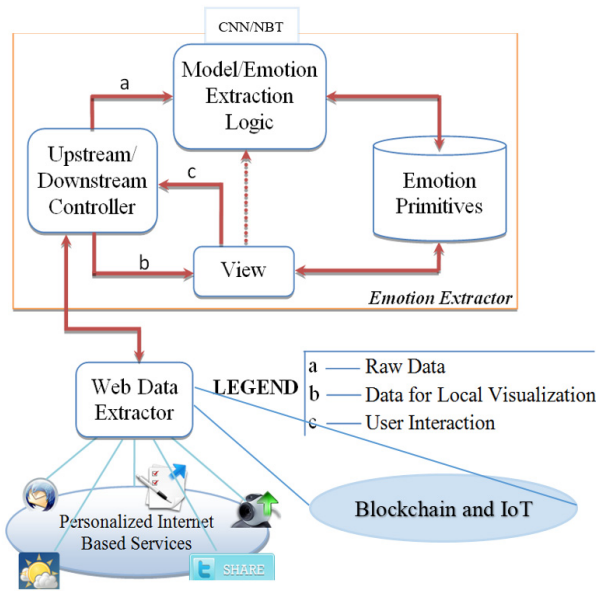 CNN/NBT
Model/Emotion
Extraction
Logic
a
Upstream/
Downstream
Controller
c
Emotion
Primitives
b
View
Emotion Extractor
Web Data
Extractor
LEGEND
a Raw Data
b Data for Local Visualization
c User Interaction
Blockchain and IoT
Personalized Internet
Based Services
t SHARE